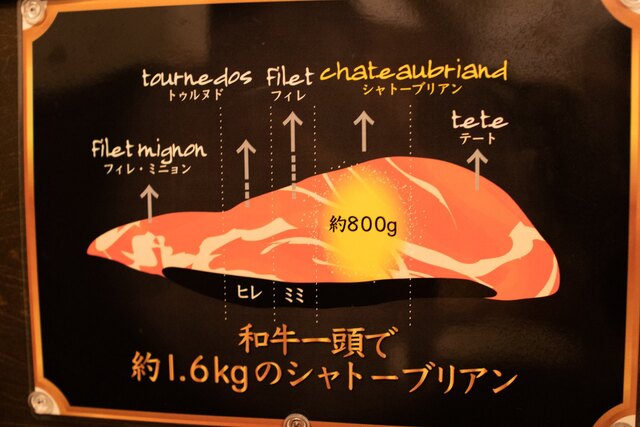 tournedos
トゥルヌド
filet
フィレ
chateaubriand
シャトーブリアン
filet mignon
フィレ・ミニョン
tete
テート
約800g
ヒレ
ミミ
和牛一頭で
約1.6kgのシャトーブリアン